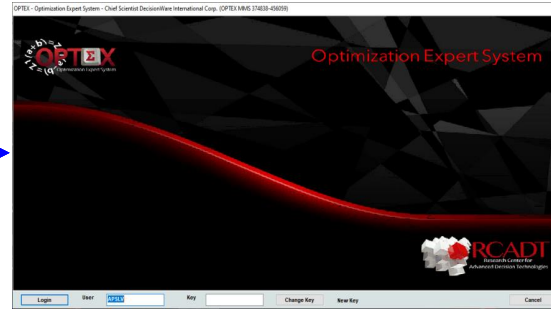 OPTEX - Optimization Expert System - Chief Scientist DecisionWare International Corp. (OPTEX MMS 374838-456059)
OPTEX
Optimization Expert System
Optimization Expert System
RCADT
Research Center for
Advanced Decision Technologies
Login User APSLV Key Change Key New Key Cancel